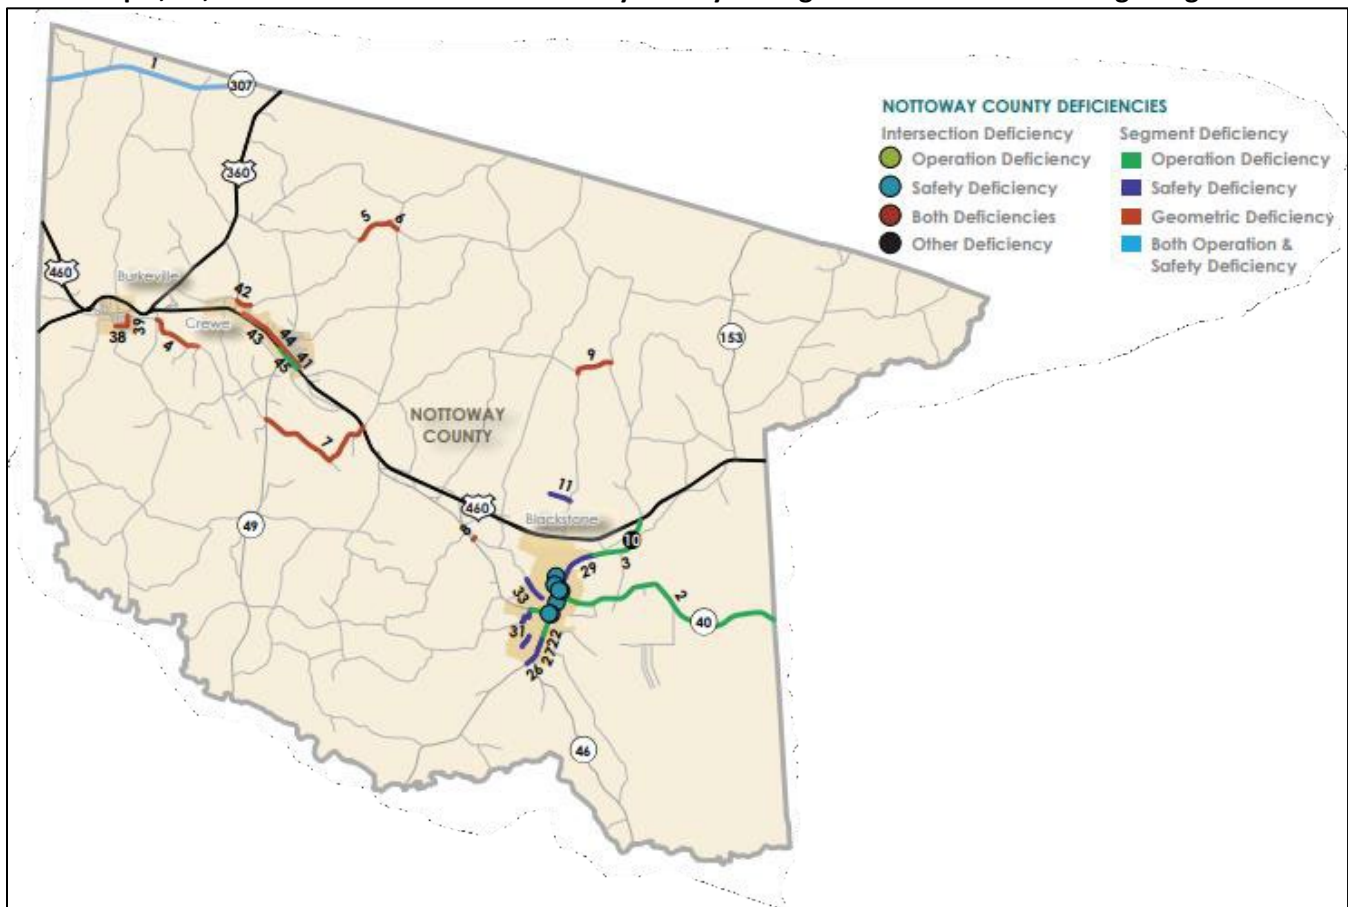 NOTTOWAY COUNTY DEFICIENCIES
Intersection Deficiency
Operation Deficiency
Safety Deficiency
Both Deficiencies
Other Deficiency
Segment Deficiency
Operation Deficiency
Safety Deficiency
Geometric Deficiency
Both Operation &
Safety Deficiency
1
307
360
5
6
460
Burkeville
42
Crewe
38
39
4
43
44
41
45
153
9
NOTTOWAY
COUNTY
7
11
460
Blackstone
49
8
10
29
3
33
2
40
31
22
27
26
46